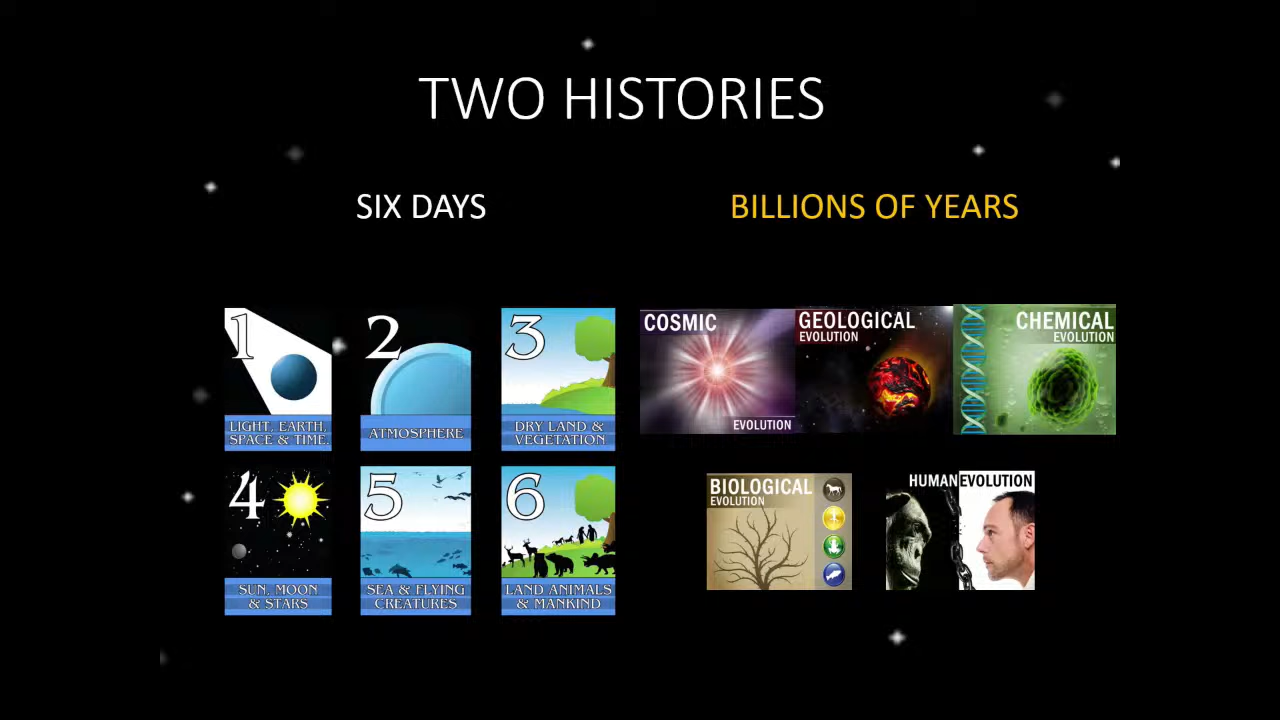 TWO HISTORIES
SIX DAYS
BILLIONS OF YEARS
1
LIGHT, EARTH,
SPACE & TIME
2
ATMOSPHERE
3
DRY LAND &
VEGETATION
4
SUN, MOON
& STARS
5
SEA & FLYING
CREATURES
6
LAND ANIMALS
& MANKIND
COSMIC
EVOLUTION
GEOLOGICAL
EVOLUTION
CHEMICAL
EVOLUTION
BIOLOGICAL
EVOLUTION
HUMAN EVOLUTION